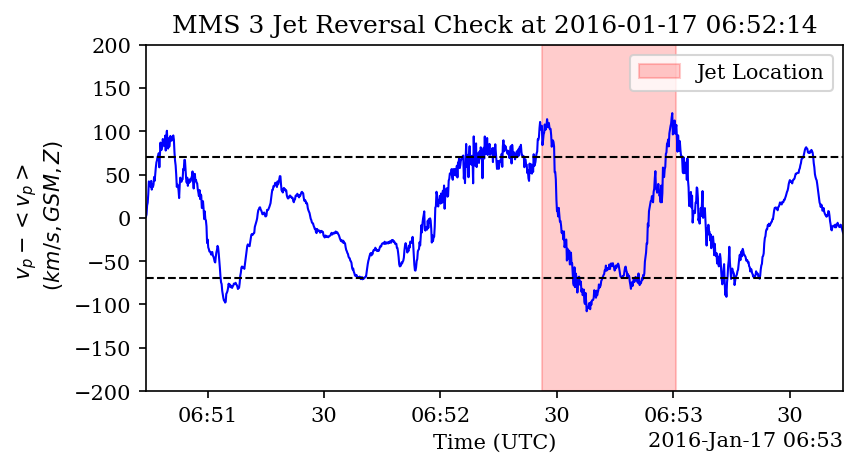 MMS 3 Jet Reversal Check at 2016-01-17 06:52:14
200
150
100
50
0
−50
−100
−150
−200
v_p − < v_p >
(km/s, GSM, Z)
Jet Location
06:51 30 06:52 30 06:53 30
Time (UTC)
2016-Jan-17 06:53